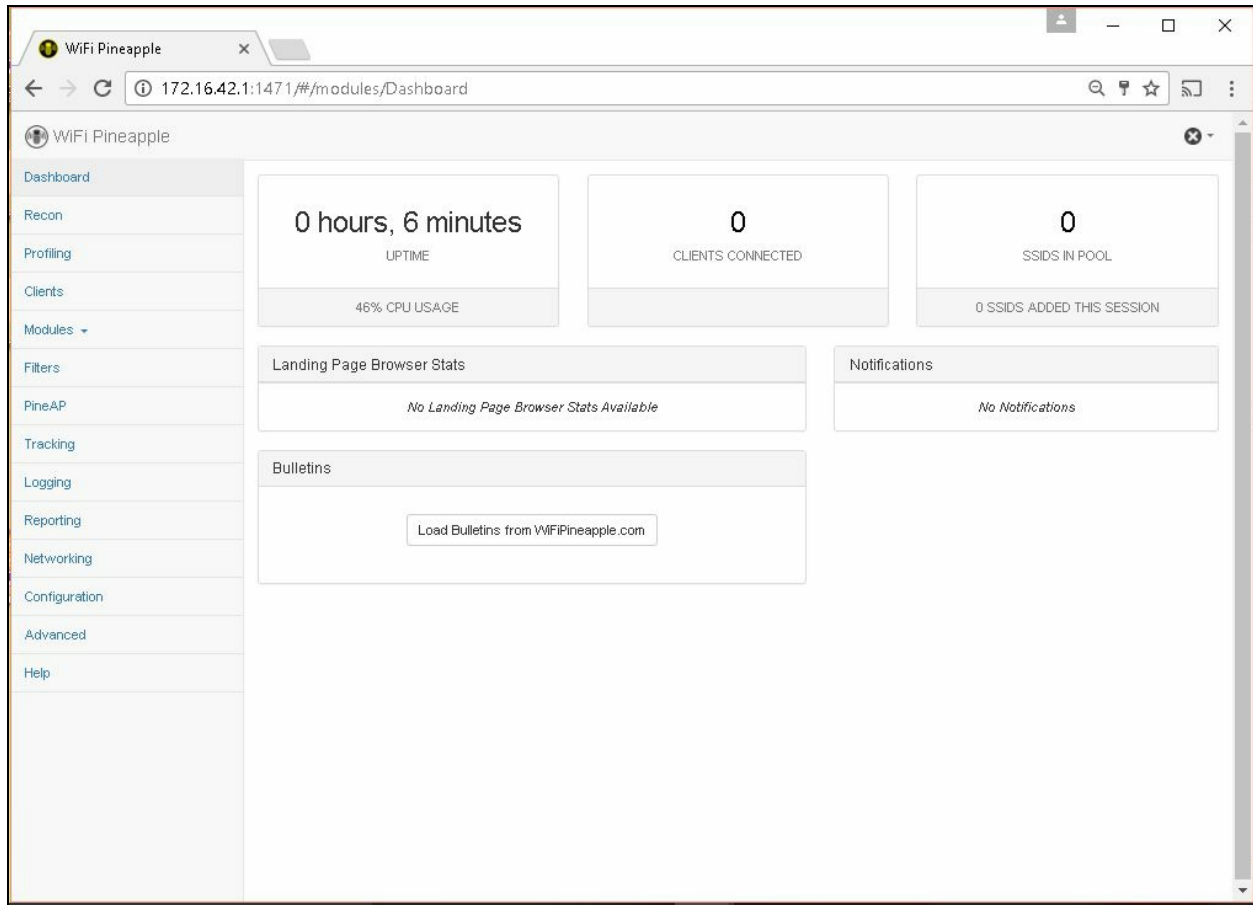 WiFi Pineapple
172.16.42.1:1471/#/modules/Dashboard
WiFi Pineapple
Dashboard
Recon
Profiling
Clients
Modules
Filters
PineAP
Tracking
Logging
Reporting
Networking
Configuration
Advanced
Help
0 hours, 6 minutes
UPTIME
46% CPU USAGE
0
CLIENTS CONNECTED
0
SSIDS IN POOL
0 SSIDS ADDED THIS SESSION
Landing Page Browser Stats
No Landing Page Browser Stats Available
Notifications
No Notifications
Bulletins
Load Bulletins from WiFiPineapple.com